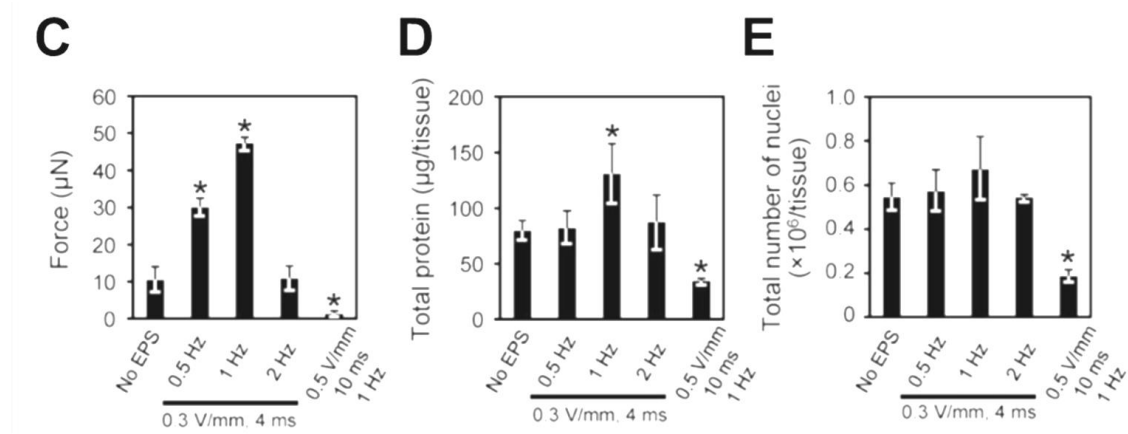 C
Force (µN)
60
50
40
30
20
10
0
*
*
*
No EPS
0.5 Hz
1 Hz
2 Hz
0.5 V/mm
10 ms
1 Hz
0 3 V/mm, 4 ms
D
Total protein (µg/tissue)
200
150
100
50
0
*
*
No EPS
0.5 Hz
1 Hz
2 Hz
0.5 V/mm
10 ms
1 Hz
0 3 V/mm, 4 ms
E
Total number of nuclei
(×10⁶/tissue)
1.0
0.8
0.6
0.4
0.2
0
*
No EPS
0.5 Hz
1 Hz
2 Hz
0.5 V/mm
10 ms
1 Hz
0 3 V/mm, 4 ms